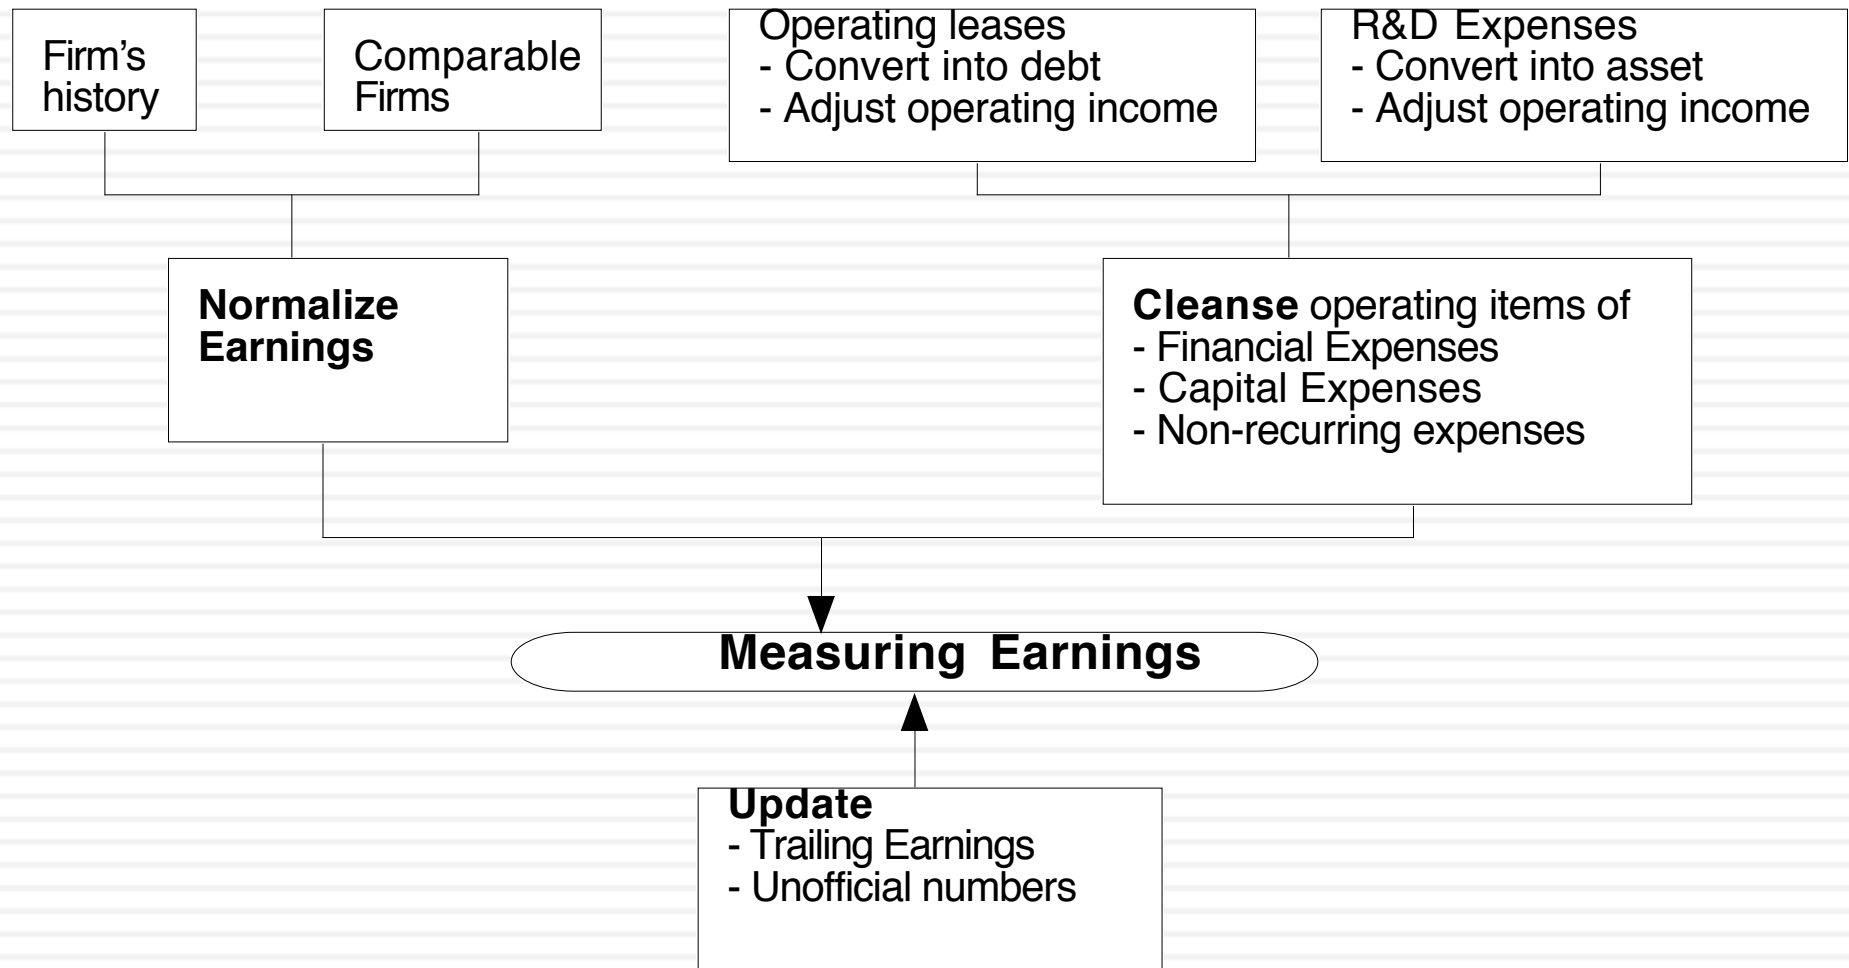 Firm's
history
Comparable
Firms
Operating leases
- Convert into debt
- Adjust operating income
R&D Expenses
- Convert into asset
- Adjust operating income
Normalize
Earnings
Cleanse operating items of
- Financial Expenses
- Capital Expenses
- Non-recurring expenses
Measuring Earnings
Update
- Trailing Earnings
- Unofficial numbers